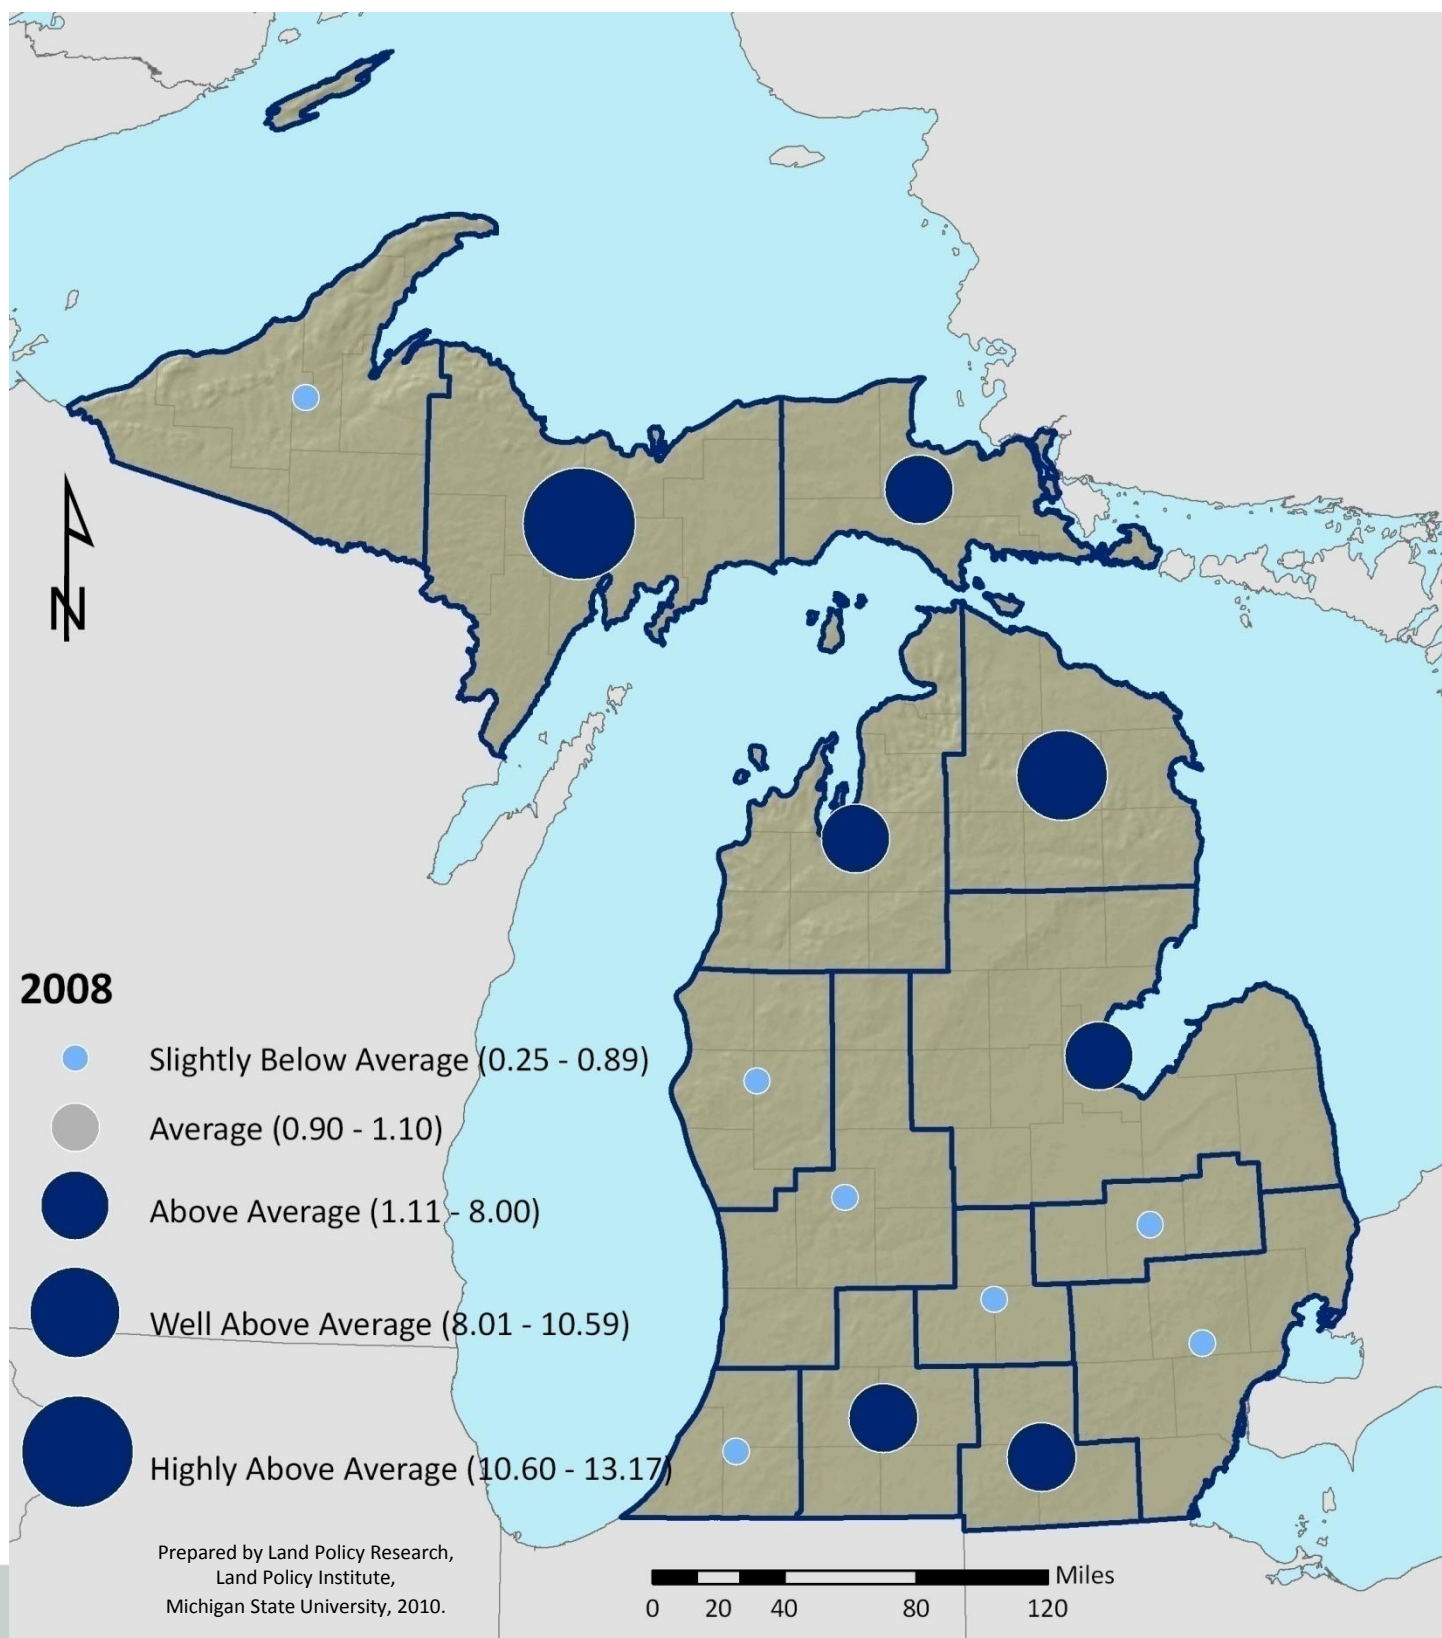 N
2008
Slightly Below Average (0.25 - 0.89)
Average (0.90 - 1.10)
Above Average (1.11 - 8.00)
Well Above Average (8.01 - 10.59)
Highly Above Average (10.60 - 13.17)
Prepared by Land Policy Research,
Land Policy Institute,
Michigan State University, 2010.
Miles
0 20 40 80 120